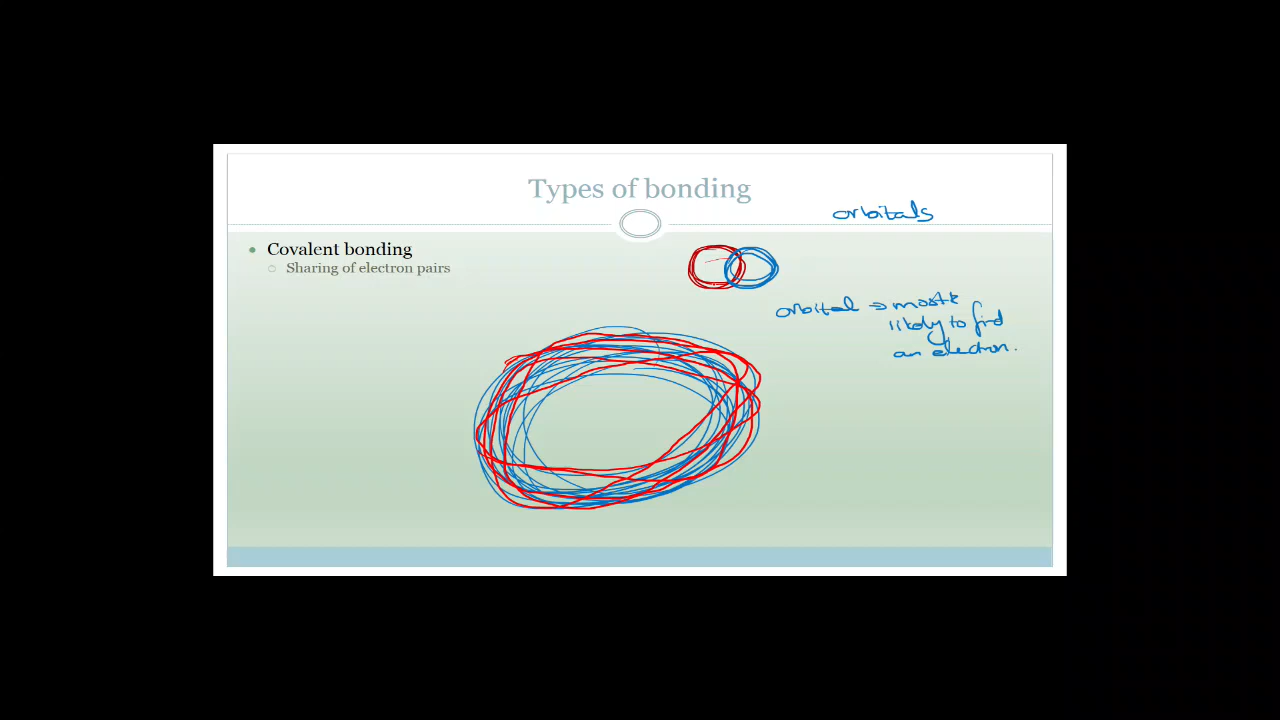 Types of bonding
orbitals
Covalent bonding
Sharing of electron pairs
orbital ⇒ most
likely to find
an electron.